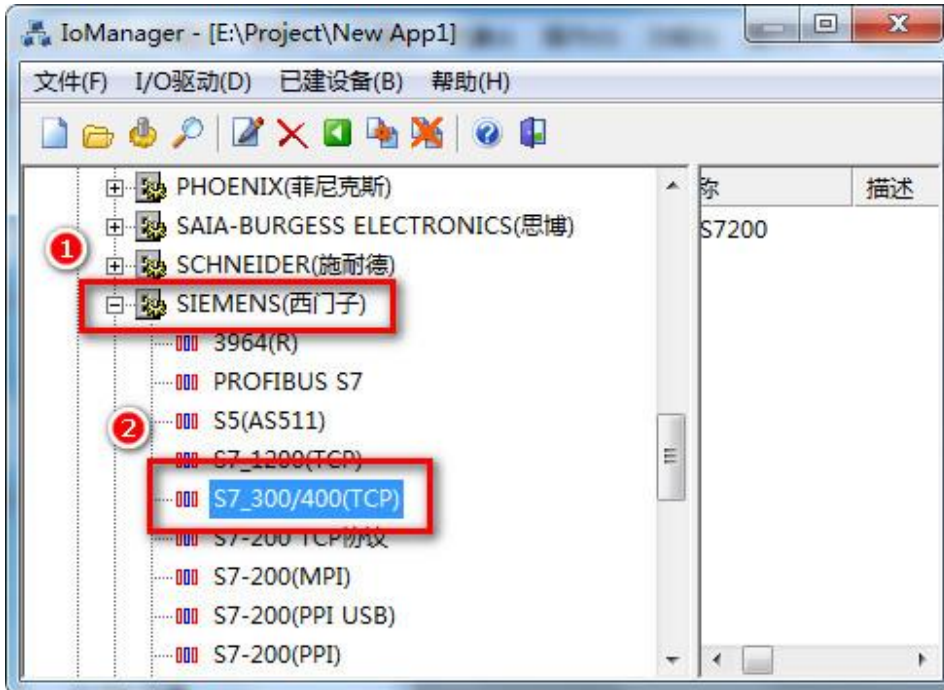 IoManager - [E:\Project\New App1]
文件(F) I/O驱动(D) 已建设备(B) 帮助(H)
称 描述
PHOENIX(菲尼克斯)
SAIA-BURGESS ELECTRONICS(思博)
S7200
1
SCHNEIDER(施耐德)
SIEMENS(西门子)
3964(R)
PROFIBUS S7
2
S5(AS511)
S7_1200(TCP)
S7_300/400(TCP)
S7-200 TCP协议
S7-200(MPI)
S7-200(PPI USB)
S7-200(PPI)